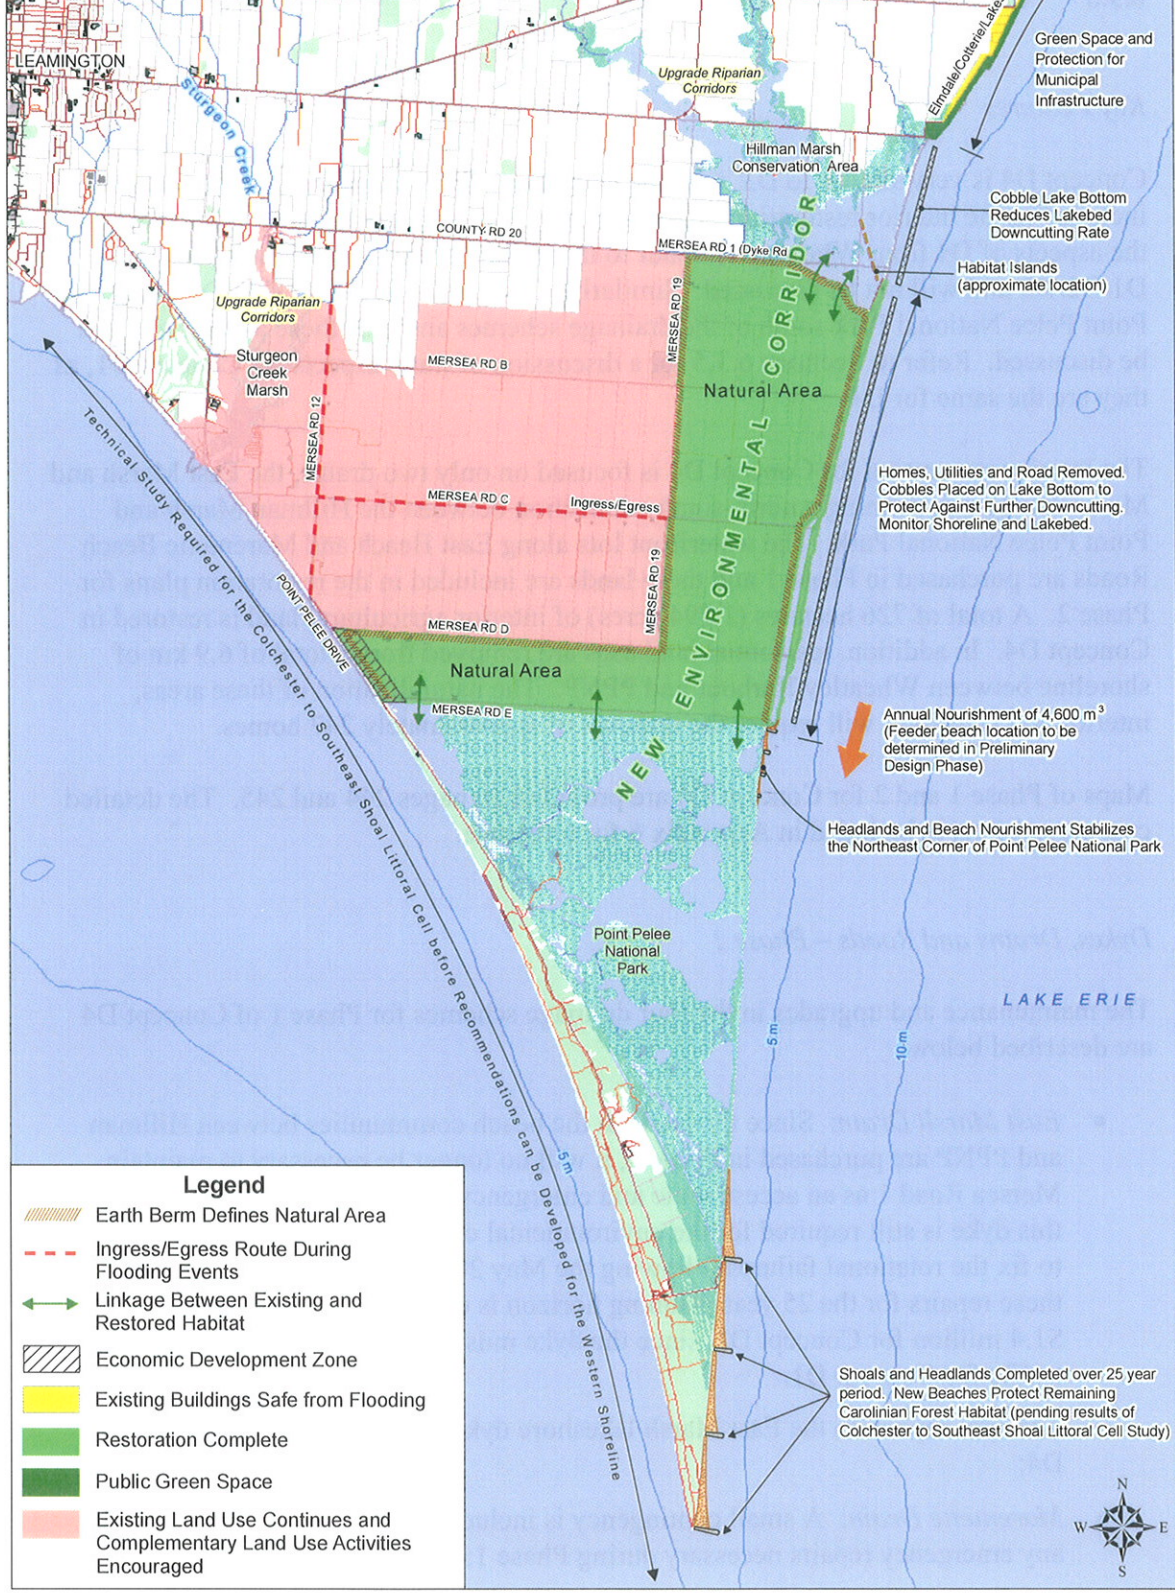 LEAMINGTON
Sturgeon Creek
Upgrade Riparian
Corridors
Elmdale/Cotterie/Lake
Green Space and
Protection for
Municipal
Infrastructure
Hillman Marsh
Conservation Area
Cobble Lake Bottom
Reduces Lakebed
Downcutting Rate
COUNTY RD 20
MERSEA RD 1 (Dyke Rd
Habitat Islands
(approximate location)
Upgrade Riparian
Corridors
Sturgeon
Creek
Marsh
MERSEA RD 19
MERSEA RD B
Natural Area
MERSEA RD 12
MERSEA RD C
Ingress/Egress
Homes, Utilities and Road Removed.
Cobbles Placed on Lake Bottom to
Protect Against Further Downcutting.
Monitor Shoreline and Lakebed.
MERSEA RD 19
POINT PELEE DRIVE
MERSEA RD D
Natural Area
MERSEA RD E
NEW ENVIRONMENTAL CORRIDOR
Annual Nourishment of 4,600 m³
(Feeder beach location to be
determined in Preliminary
Design Phase)
Headlands and Beach Nourishment Stabilizes
the Northeast Corner of Point Pelee National Park
Technical Study Required for the Colchester to Southeast Shoal Littoral Cell before Recommendations can be Developed for the Western Shoreline
Point Pelee
National
Park
LAKE ERIE
5 m
10 m
5 m
Shoals and Headlands Completed over 25 year
period. New Beaches Protect Remaining
Carolinian Forest Habitat (pending results of
Colchester to Southeast Shoal Littoral Cell Study)
N
W
E
S
Legend
Earth Berm Defines Natural Area
Ingress/Egress Route During
Flooding Events
Linkage Between Existing and
Restored Habitat
Economic Development Zone
Existing Buildings Safe from Flooding
Restoration Complete
Public Green Space
Existing Land Use Continues and
Complementary Land Use Activities
Encouraged